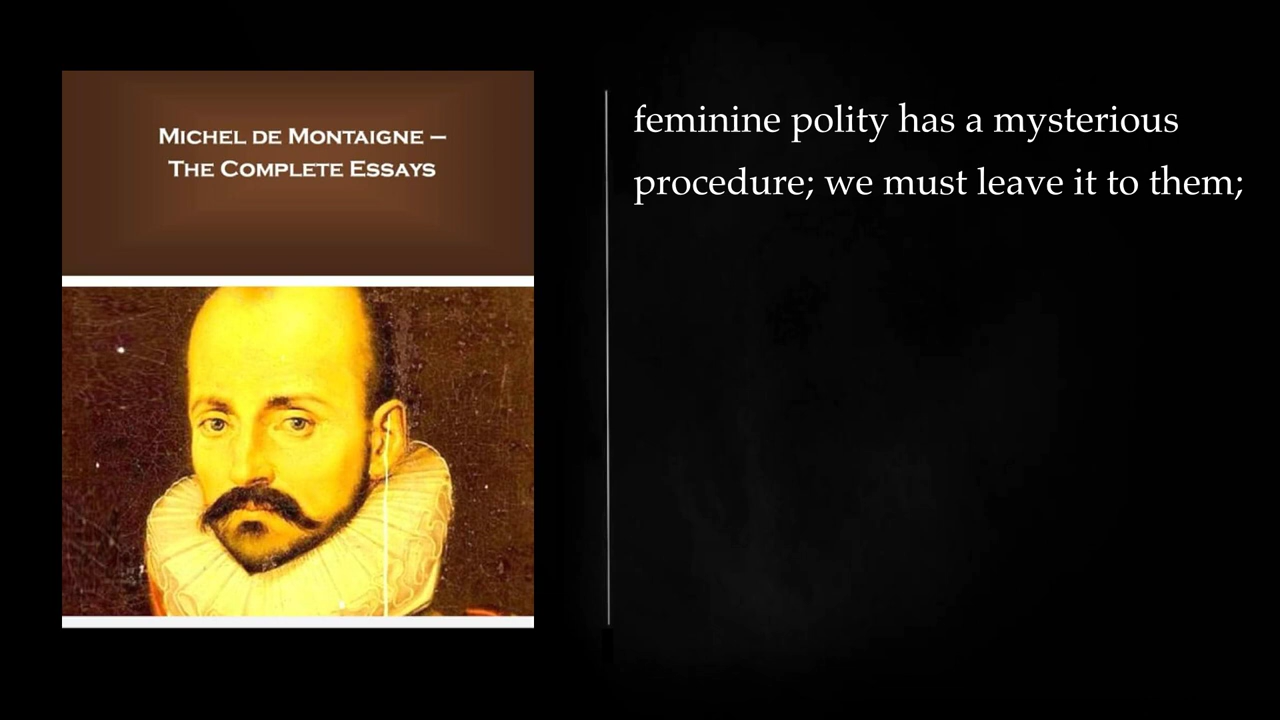 MICHEL DE MONTAIGNE –
THE COMPLETE ESSAYS
feminine polity has a mysterious
procedure; we must leave it to them;